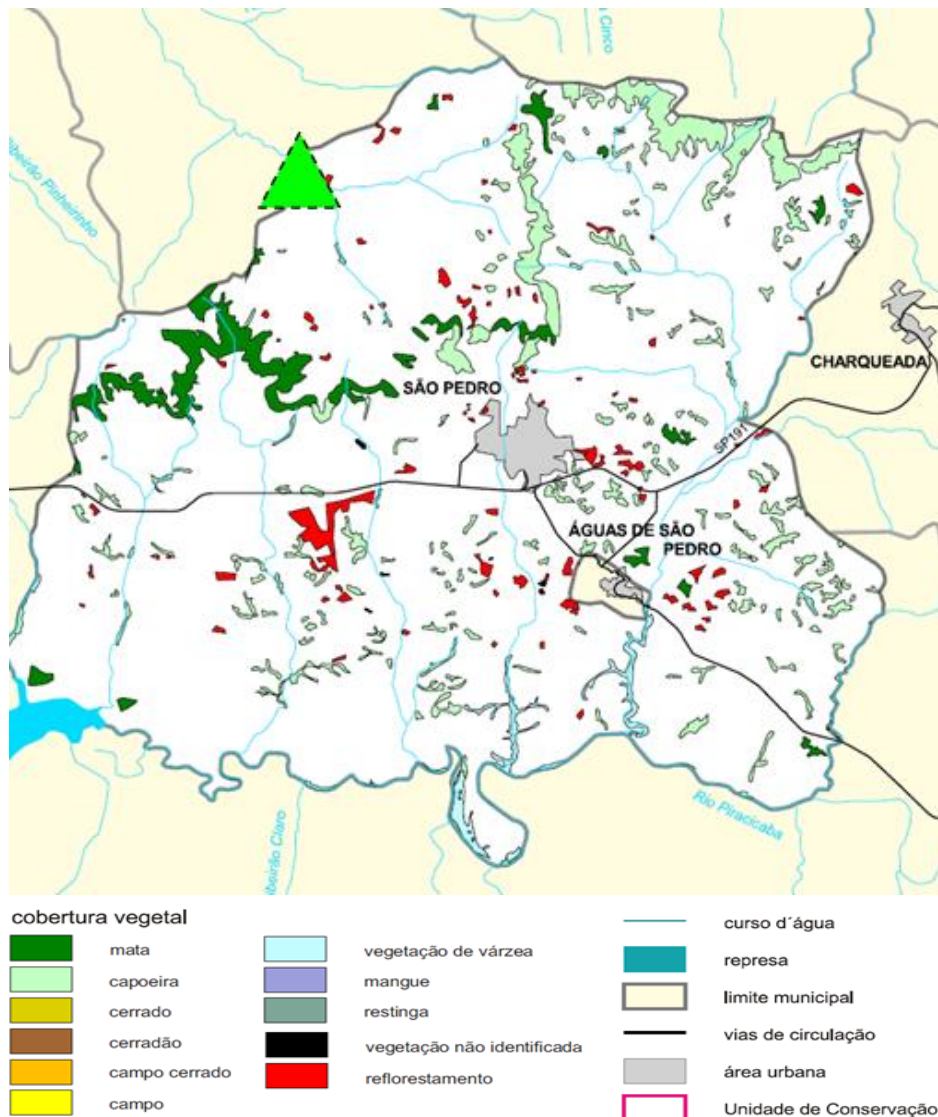 Cinco
Ribeirão Pinheirinho
CHARQUEADA
SÃO PEDRO
SP191
ÁGUAS DE SÃO
PEDRO
Rio Piracicaba
Claro
cobertura vegetal
mata
capoeira
cerrado
cerradão
campo cerrado
campo
vegetação de várzea
mangue
restinga
vegetação não identificada
reflorestamento
curso d´água
represa
limite municipal
vias de circulação
área urbana
Unidade de Conservação